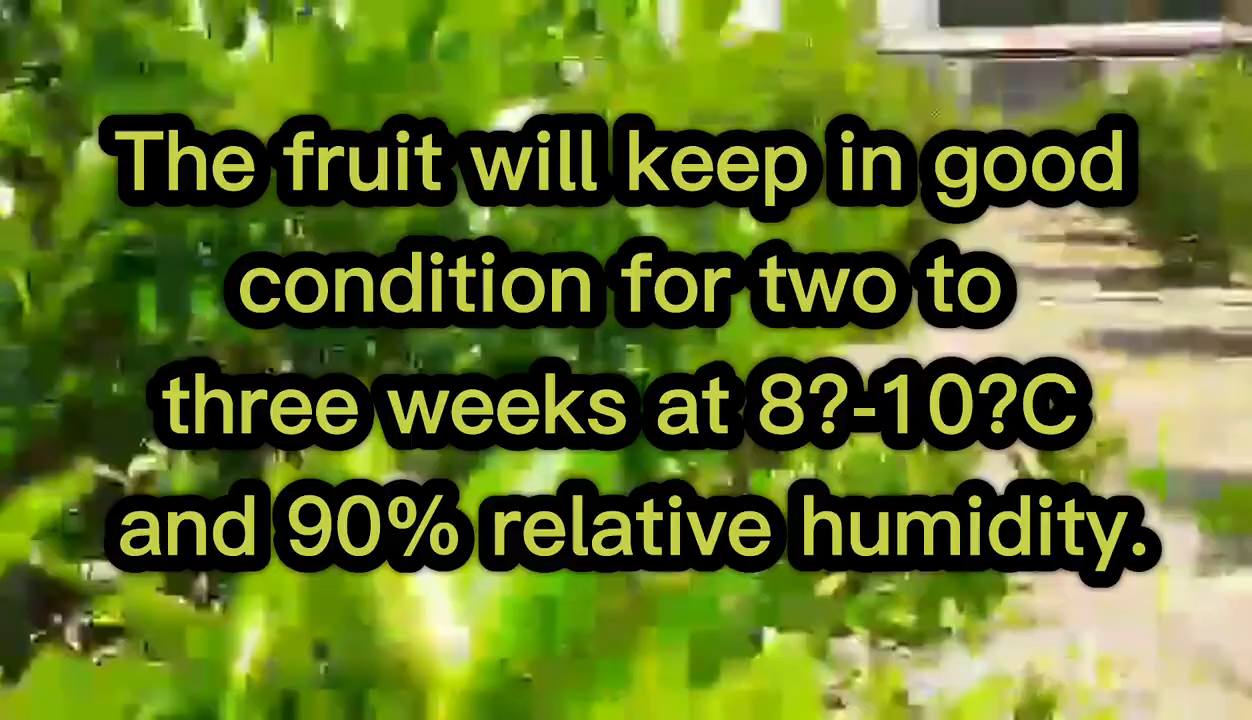 The fruit will keep in good
condition for two to
three weeks at 8?-10?C
and 90% relative humidity.